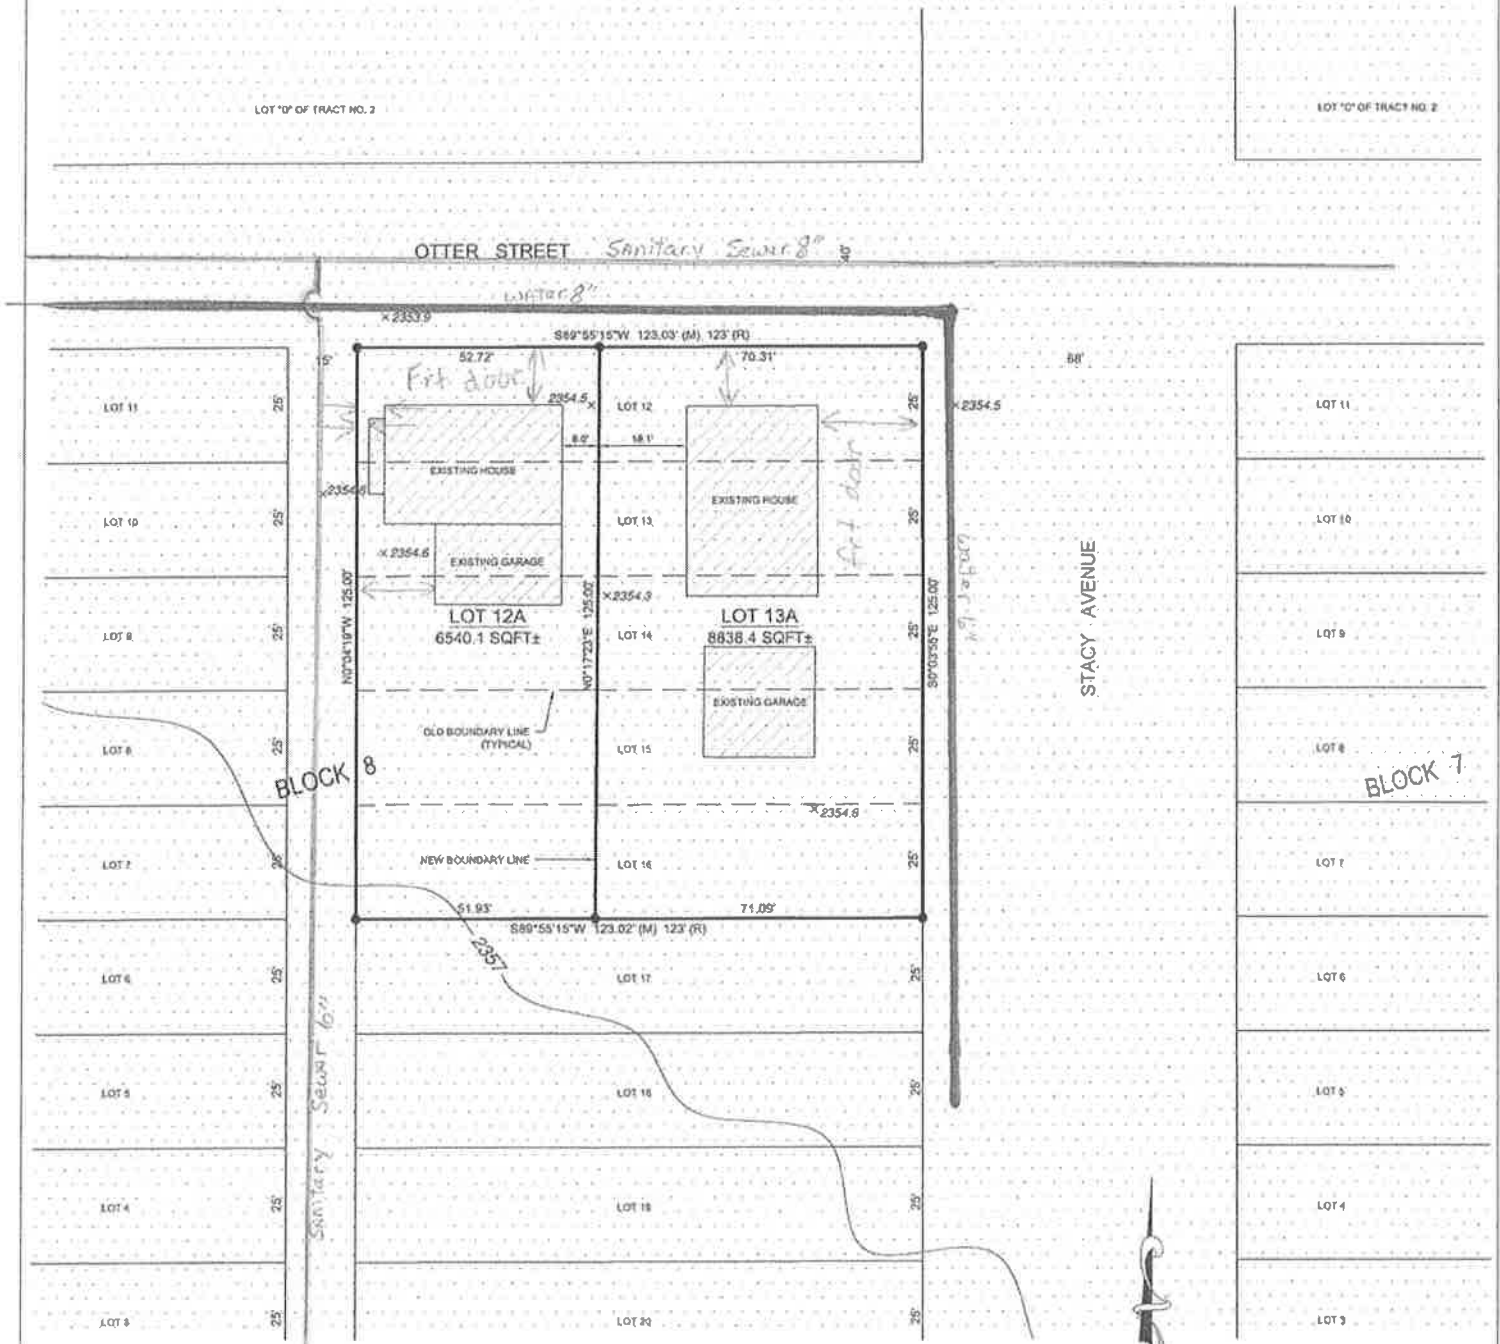 LOT "D" OF TRACT NO. 2
LOT "D" OF TRACT NO. 2
OTTER STREET Sanitary Sewer 8" 40'
WATER 8"
× 2353.9
S89°55'15"W 123.03' (M) 123' (R)
15'
52.72'
70.31'
68'
Frt door
2354.5 ×
× 2354.5
LOT 11
25'
LOT 12
25'
LOT 11
8.0'
18.1'
EXISTING HOUSE
EXISTING HOUSE
frt door
LOT 10
25'
LOT 13
25'
LOT 10
× 2354.6
EXISTING GARAGE
× 2354.3
N0°04'19"W 125.00'
N0°17'23"E 125.00'
S0°03'55"E 125.00'
Water 6"
STACY AVENUE
LOT 12A
6540.1 SQFT±
LOT 13A
8838.4 SQFT±
LOT 9
25'
LOT 14
25'
LOT 9
EXISTING GARAGE
OLD BOUNDARY LINE
(TYPICAL)
LOT 8
25'
LOT 15
25'
LOT 8
BLOCK 8
BLOCK 7
× 2354.8
NEW BOUNDARY LINE
LOT 7
25'
LOT 16
25'
LOT 7
51.93'
71.09'
S89°55'15"W 123.02' (M) 123' (R)
2357
LOT 6
25'
LOT 17
25'
LOT 6
Sanitary Sewer 6"
LOT 5
25'
LOT 18
25'
LOT 5
LOT 4
25'
LOT 19
25'
LOT 4
LOT 3
25'
LOT 20
25'
LOT 3